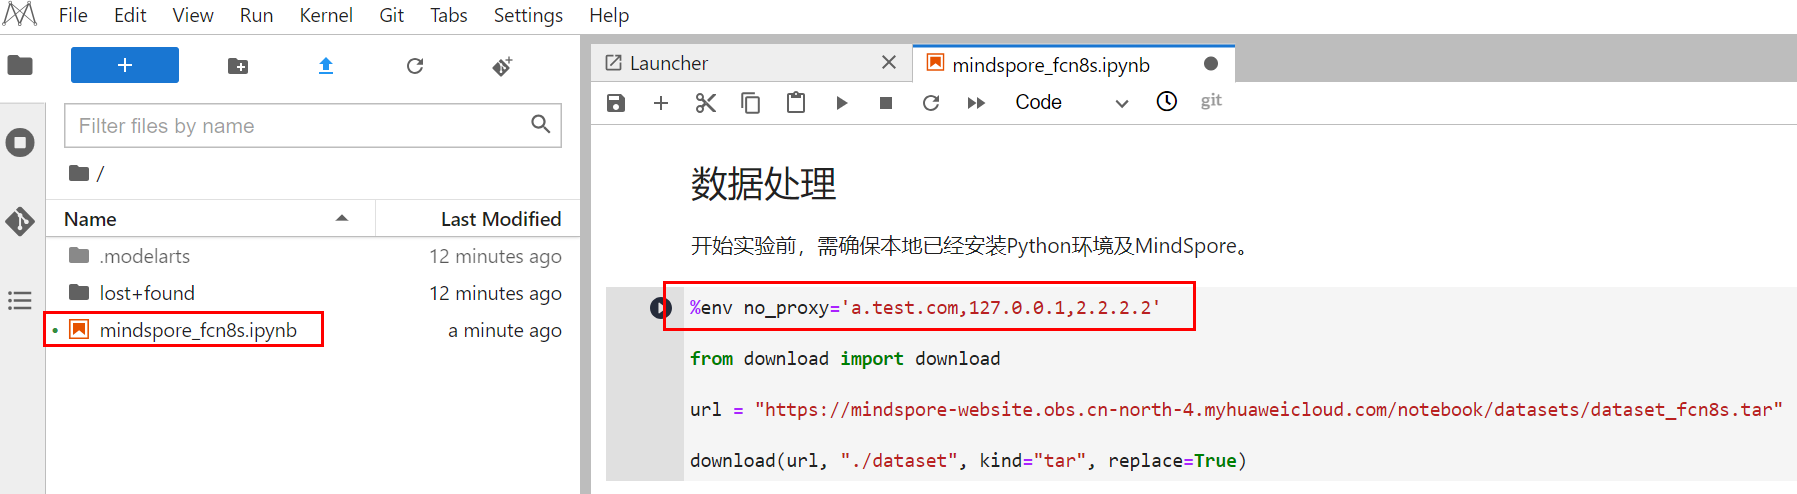 File Edit View Run Kernel Git Tabs Settings Help
+
Filter files by name
/
Name Last Modified
.modelarts 12 minutes ago
lost+found 12 minutes ago
mindspore_fcn8s.ipynb a minute ago
Launcher mindspore_fcn8s.ipynb
Code git
数据处理
开始实验前，需确保本地已经安装Python环境及MindSpore。
%env no_proxy='a.test.com,127.0.0.1,2.2.2.2'
from download import download
url = "https://mindspore-website.obs.cn-north-4.myhuaweicloud.com/notebook/datasets/dataset_fcn8s.tar"
download(url, "./dataset", kind="tar", replace=True)